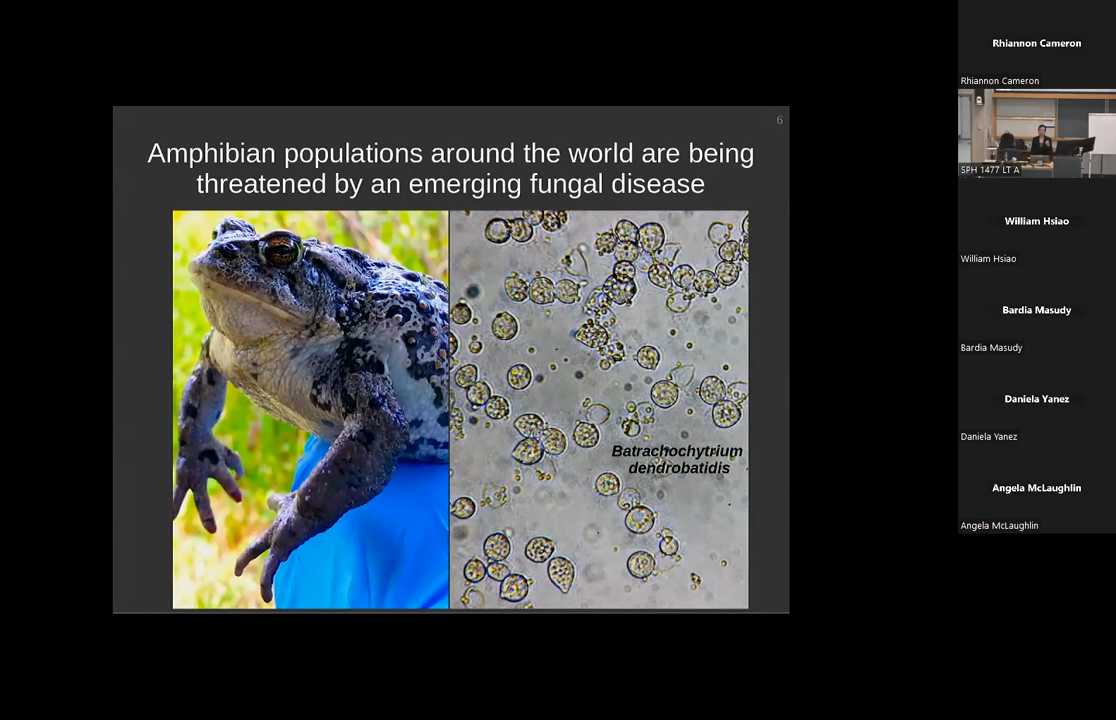 6
Amphibian populations around the world are being
threatened by an emerging fungal disease
Batrachochytrium
dendrobatidis
Rhiannon Cameron
Rhiannon Cameron
SPH 1477 LT A
William Hsiao
William Hsiao
Bardia Masudy
Bardia Masudy
Daniela Yanez
Daniela Yanez
Angela McLaughlin
Angela McLaughlin